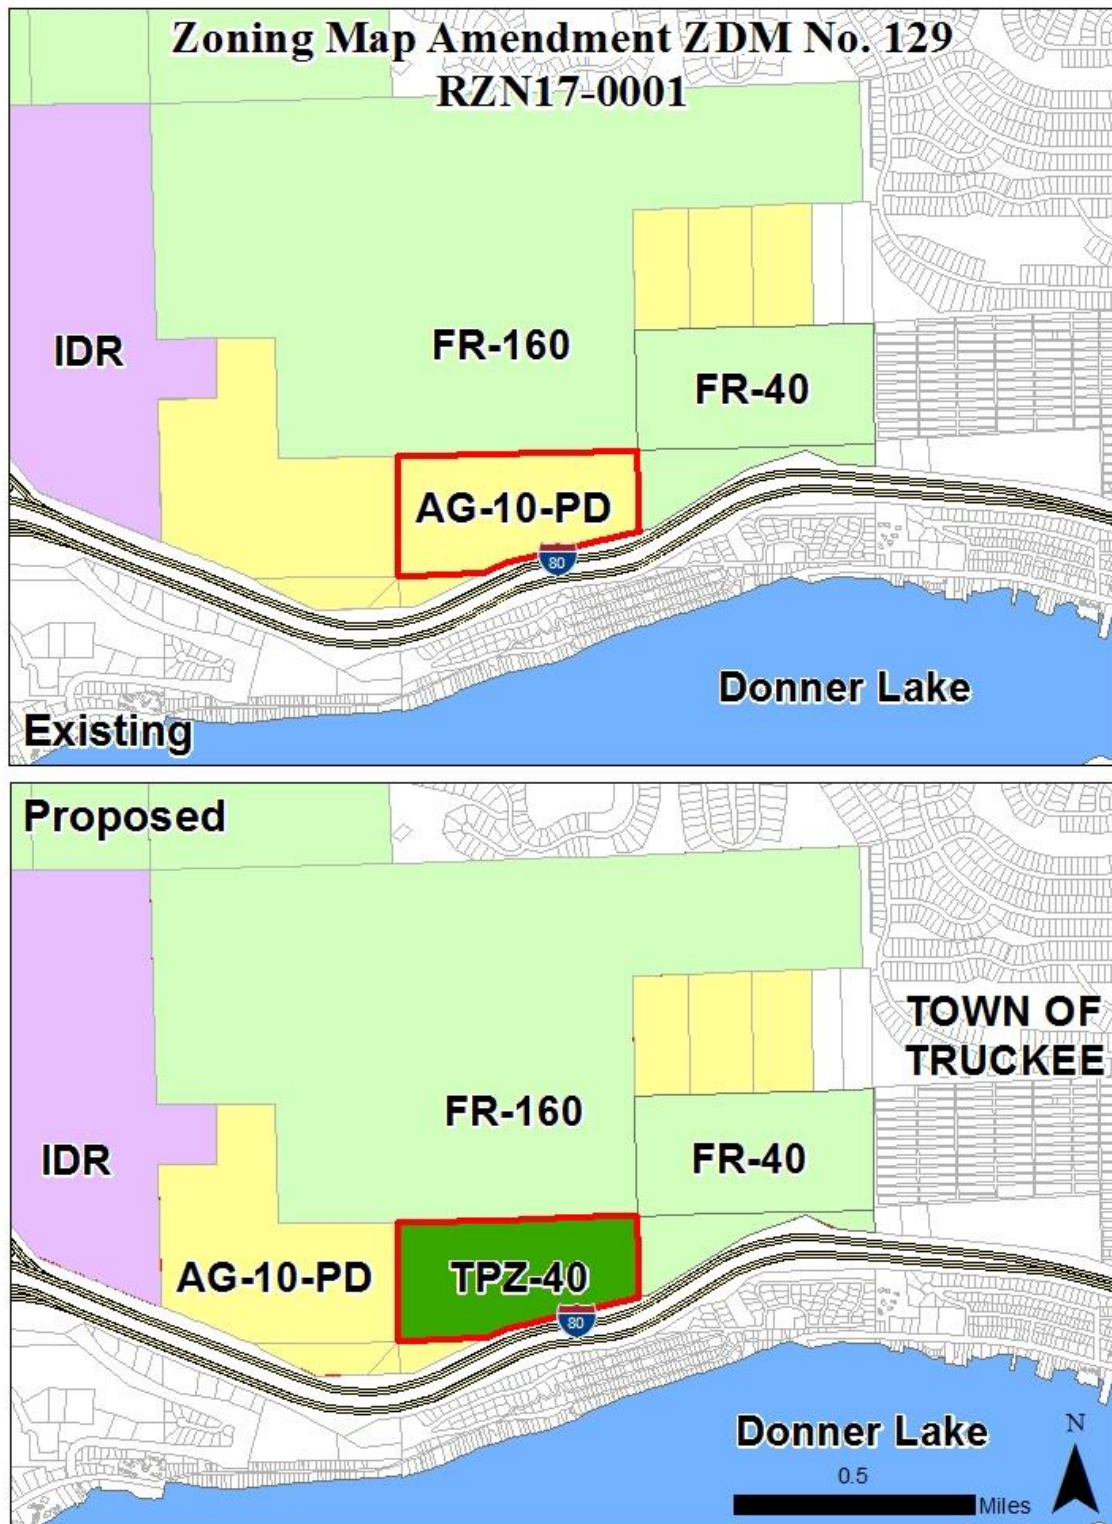 Zoning Map Amendment ZDM No. 129
RZN17-0001
IDR
FR-160
FR-40
AG-10-PD
80
Donner Lake
Existing
Proposed
TOWN OF
TRUCKEE
FR-160
IDR
FR-40
AG-10-PD
TPZ-40
80
Donner Lake
N
0.5
Miles